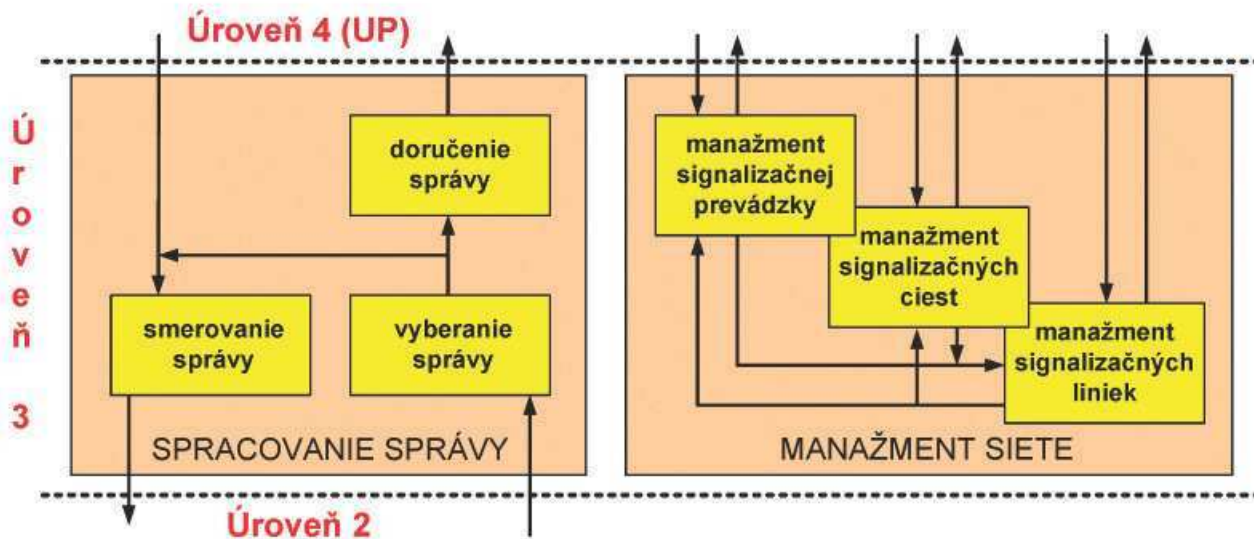 Úroveň 4 (UP)
Úroveň 3
doručenie
správy
smerovanie
správy
vyberanie
správy
SPRACOVANIE SPRÁVY
manažment
signalizačnej
prevádzky
manažment
signalizačných
ciest
manažment
signalizačných
liniek
MANAŽMENT SIETE
Úroveň 2